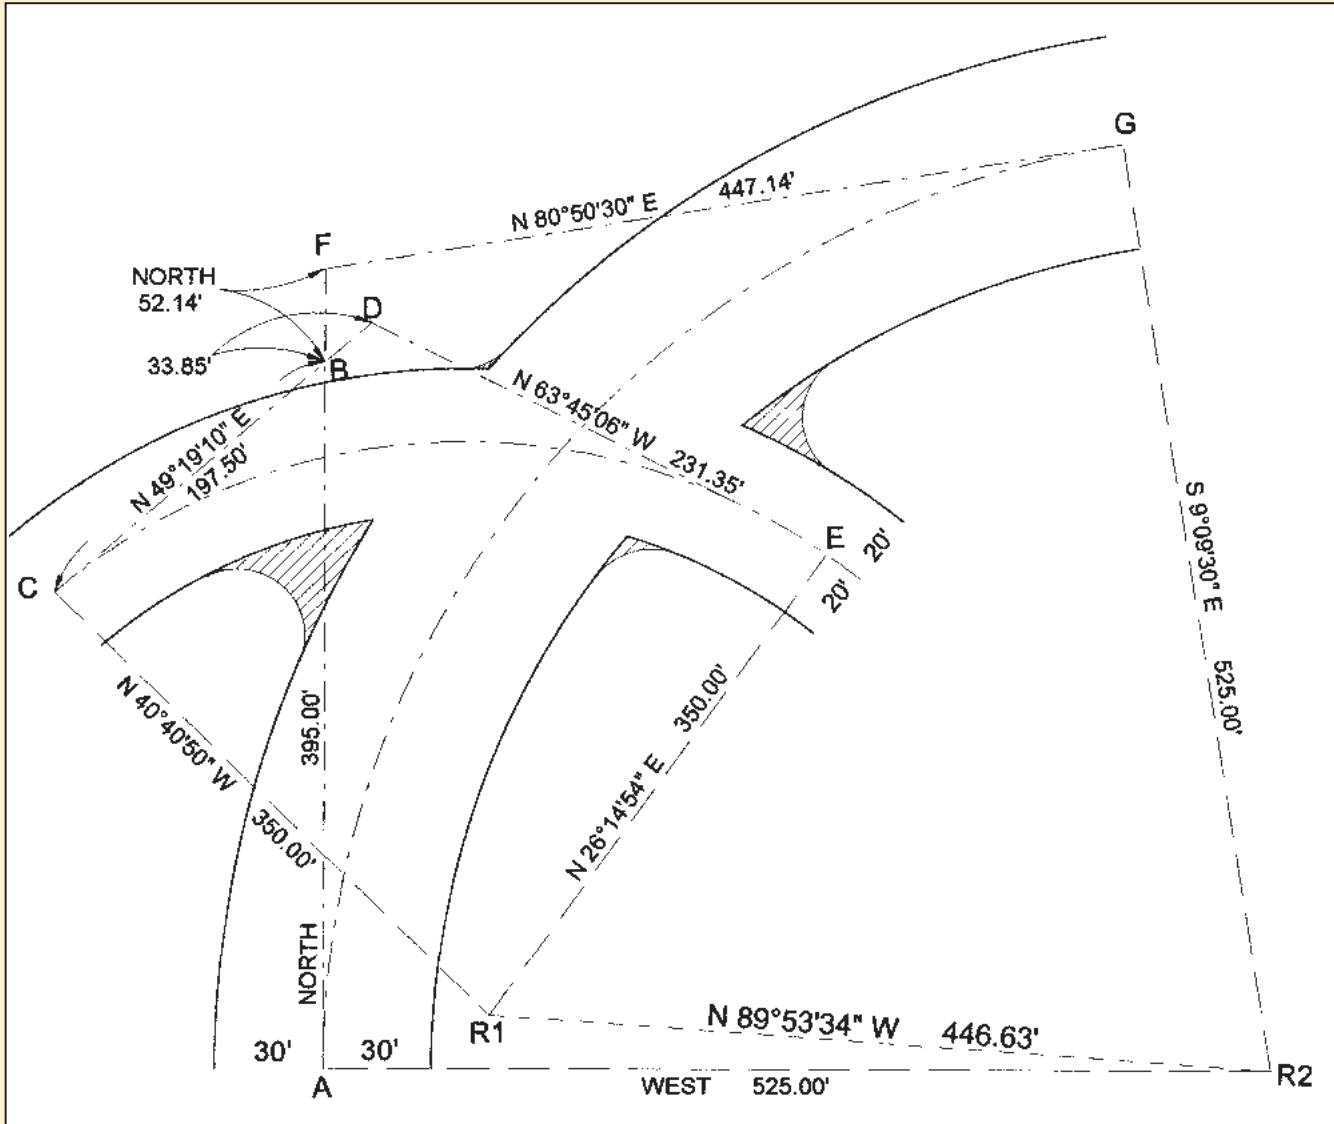 G
447.14'
N 80°50'30" E
F
NORTH
52.14'
D
33.85'
B
N 63°45'06" W
231.35'
N 49°19'10" E
197.50'
E
20'
20'
C
S 9°09'30" E
525.00'
N 40°40'50" W
350.00'
395.00'
NORTH
350.00'
N 26°14'54" E
R1
N 89°53'34" W
446.63'
30'
30'
A
WEST
525.00'
R2